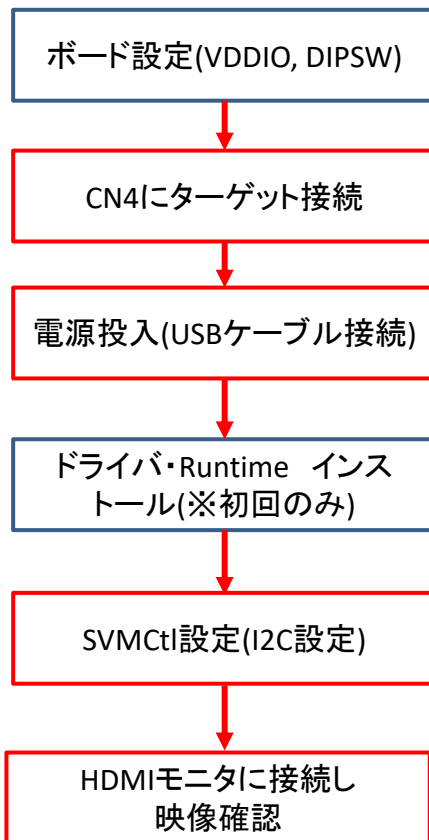 ボード設定(VDDIO, DIPSW)
CN4にターゲット接続
電源投入(USBケーブル接続)
ドライバ・Runtime　インス
トール(※初回のみ)
SVMCtl設定(I2C設定)
HDMIモニタに接続し
映像確認